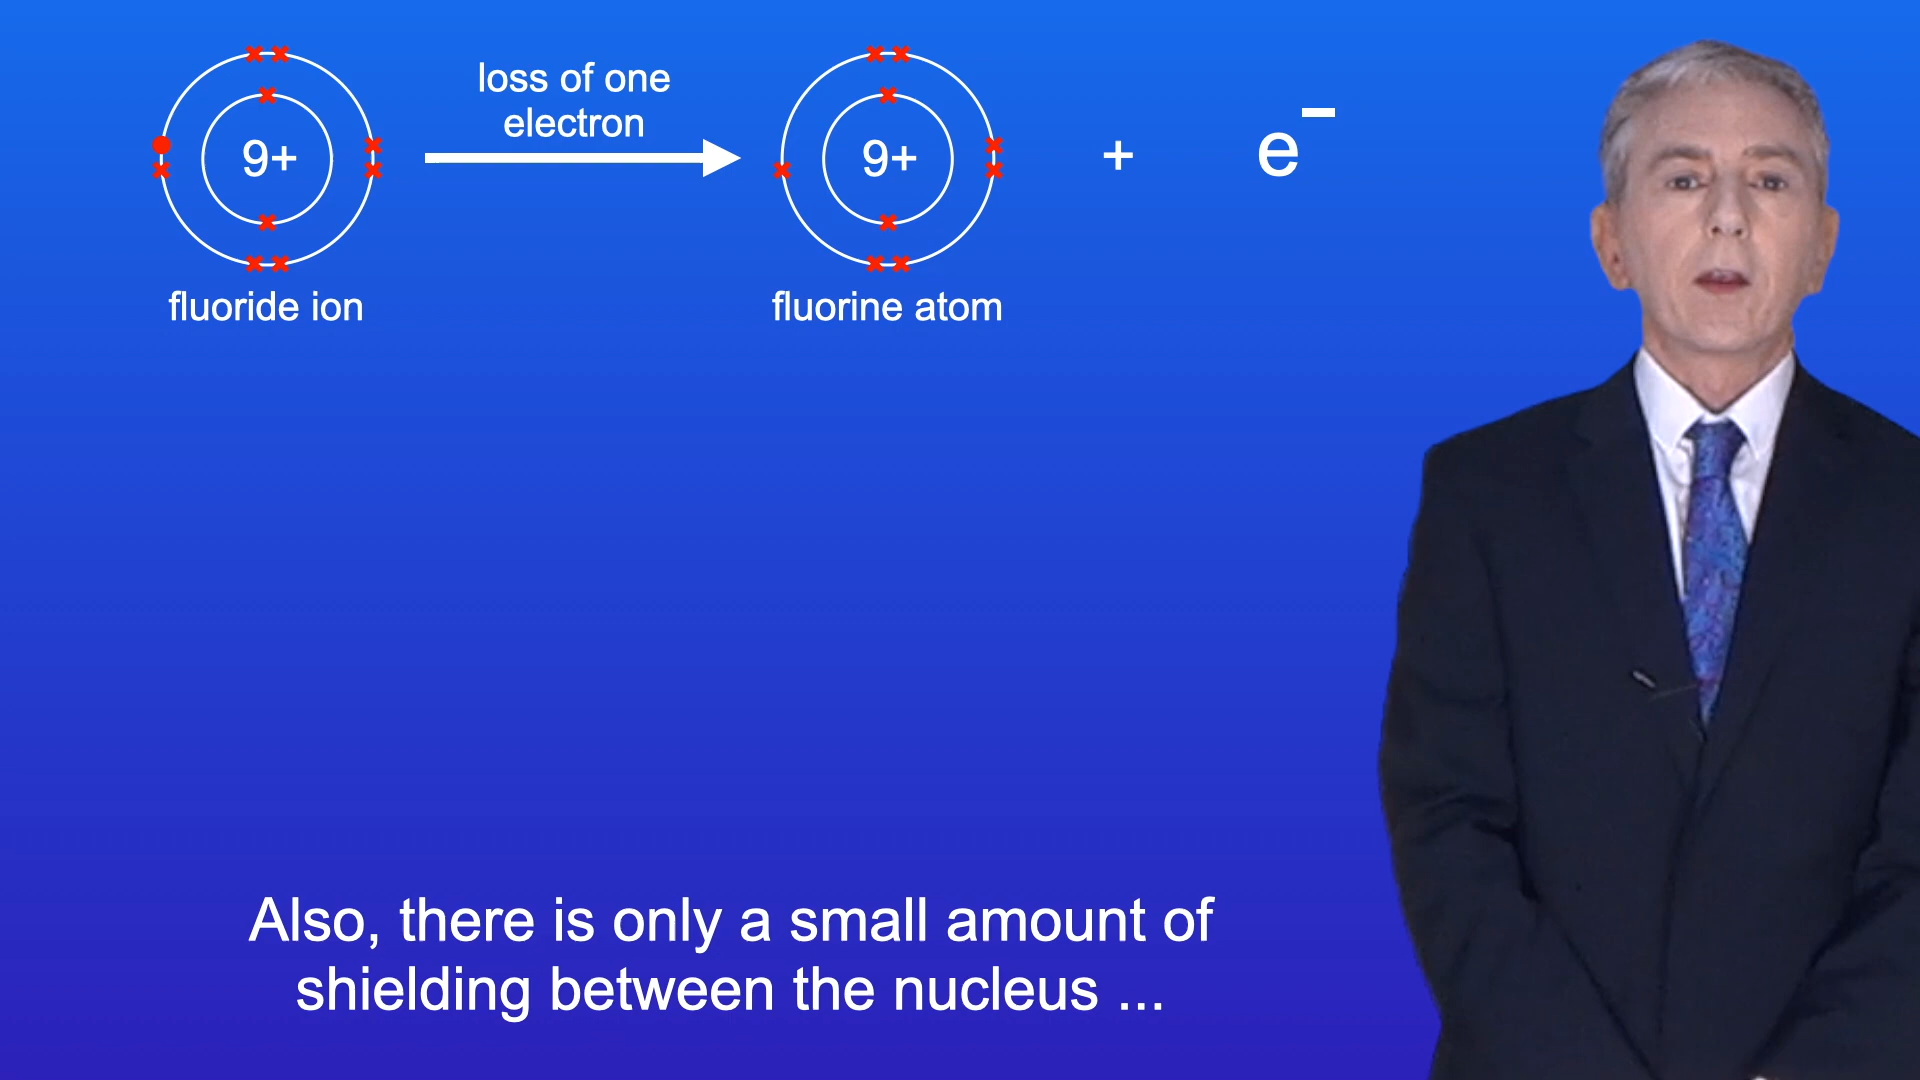 loss of one
electron
9+
9+
+
e⁻
fluoride ion
fluorine atom
Also, there is only a small amount of
shielding between the nucleus ...